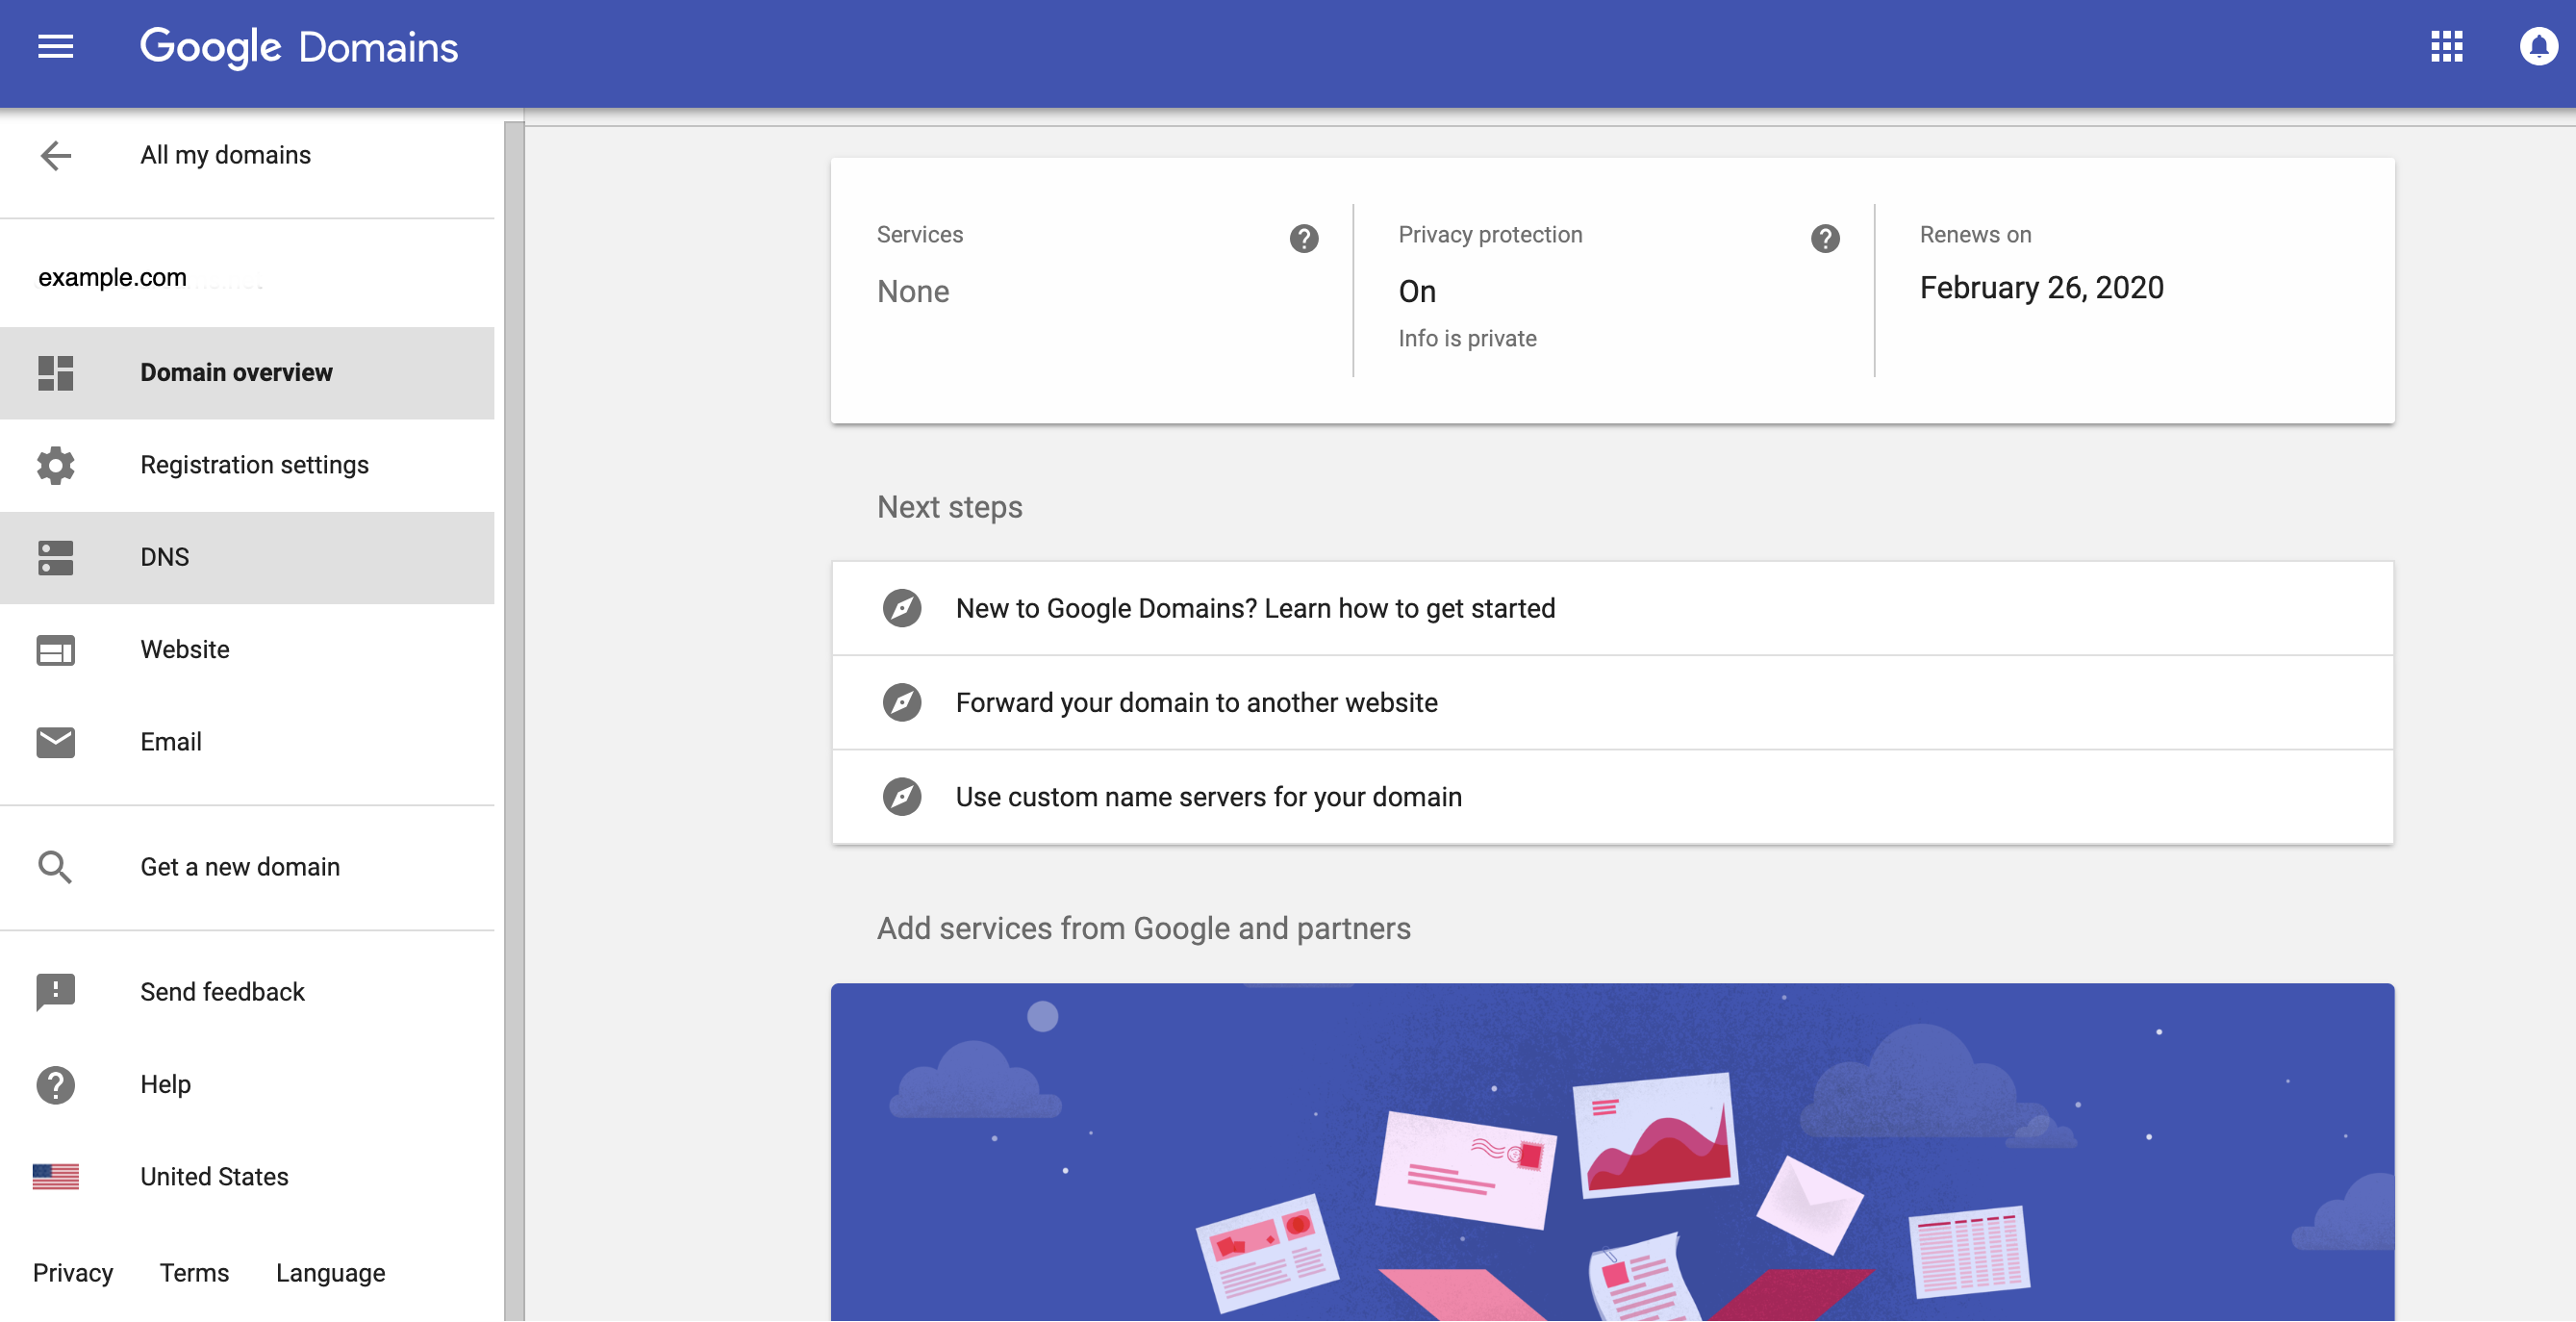 Google Domains
All my domains
example.com
Domain overview
Registration settings
DNS
Website
Email
Get a new domain
Send feedback
Help
United States
Privacy Terms Language
Services
None
Privacy protection
On
Info is private
Renews on
February 26, 2020
Next steps
New to Google Domains? Learn how to get started
Forward your domain to another website
Use custom name servers for your domain
Add services from Google and partners